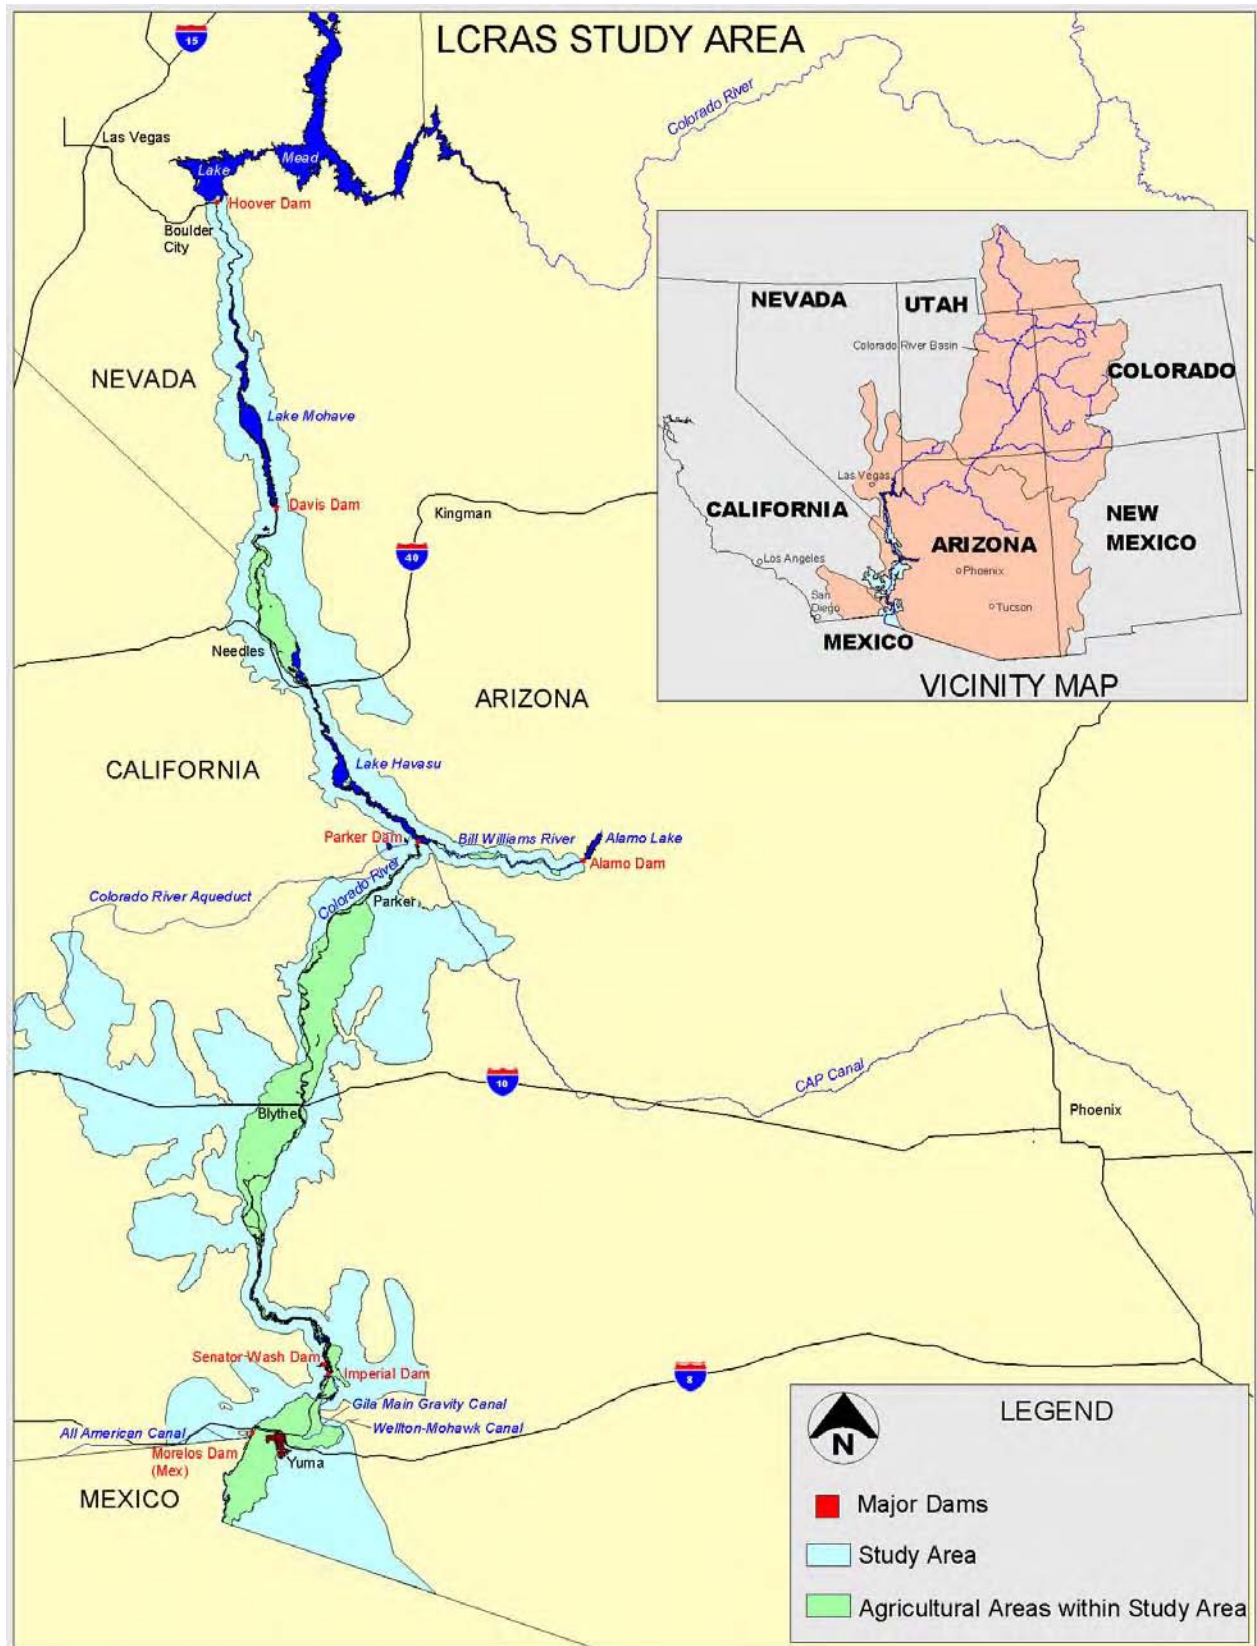 LCRAS STUDY AREA
15
Colorado River
Las Vegas
Mead
Lake
Hoover Dam
Boulder
City
NEVADA
UTAH
Colorado River Basin
COLORADO
NEVADA
Lake Mohave
Las Vegas
Davis Dam
Kingman
CALIFORNIA
NEW
MEXICO
ARIZONA
40
Los Angeles
Phoenix
San
Diego
Tucson
MEXICO
Needles
VICINITY MAP
ARIZONA
Lake Havasu
CALIFORNIA
Parker Dam
Bill Williams River
Alamo Lake
Alamo Dam
Colorado River
Colorado River Aqueduct
Parker
CAP Canal
10
Blythe
Phoenix
Senator Wash Dam
Imperial Dam
8
Gila Main Gravity Canal
LEGEND
Wellton-Mohawk Canal
All American Canal
N
Morelos Dam
(Mex)
Yuma
MEXICO
Major Dams
Study Area
Agricultural Areas within Study Area